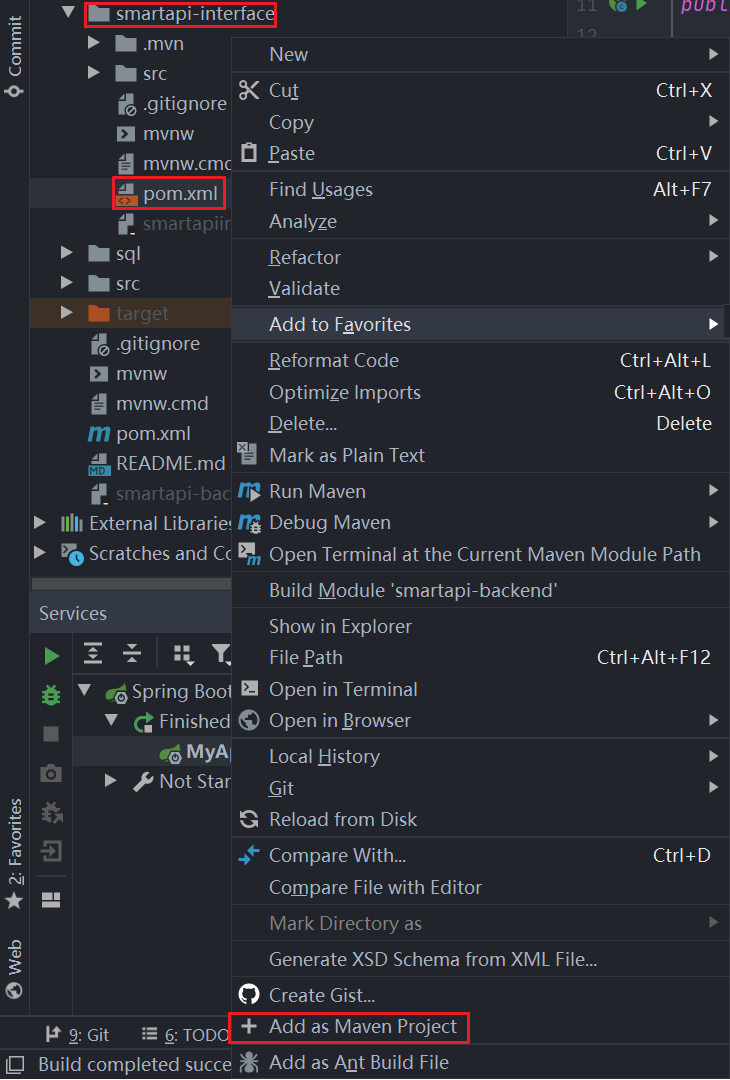 Commit
2: Favorites
Web
smartapi-interface
.mvn
src
.gitignore
mvnw
mvnw.cmd
pom.xml
smartapiin
sql
src
target
.gitignore
mvnw
mvnw.cmd
pom.xml
README.md
smartapi-bac
External Libraries
Scratches and Co
11
publ
12
New
Cut Ctrl+X
Copy
Paste Ctrl+V
Find Usages Alt+F7
Analyze
Refactor
Validate
Add to Favorites
Reformat Code Ctrl+Alt+L
Optimize Imports Ctrl+Alt+O
Delete... Delete
Mark as Plain Text
Run Maven
Debug Maven
Open Terminal at the Current Maven Module Path
Build Module 'smartapi-backend'
Show in Explorer
File Path Ctrl+Alt+F12
Open in Terminal
Open in Browser
Local History
Git
Reload from Disk
Compare With... Ctrl+D
Compare File with Editor
Mark Directory as
Generate XSD Schema from XML File...
Create Gist...
Add as Maven Project
Add as Ant Build File
Services
Spring Boot
Finished
MyAp
Not Star
9: Git
6: TODO
Build completed succe